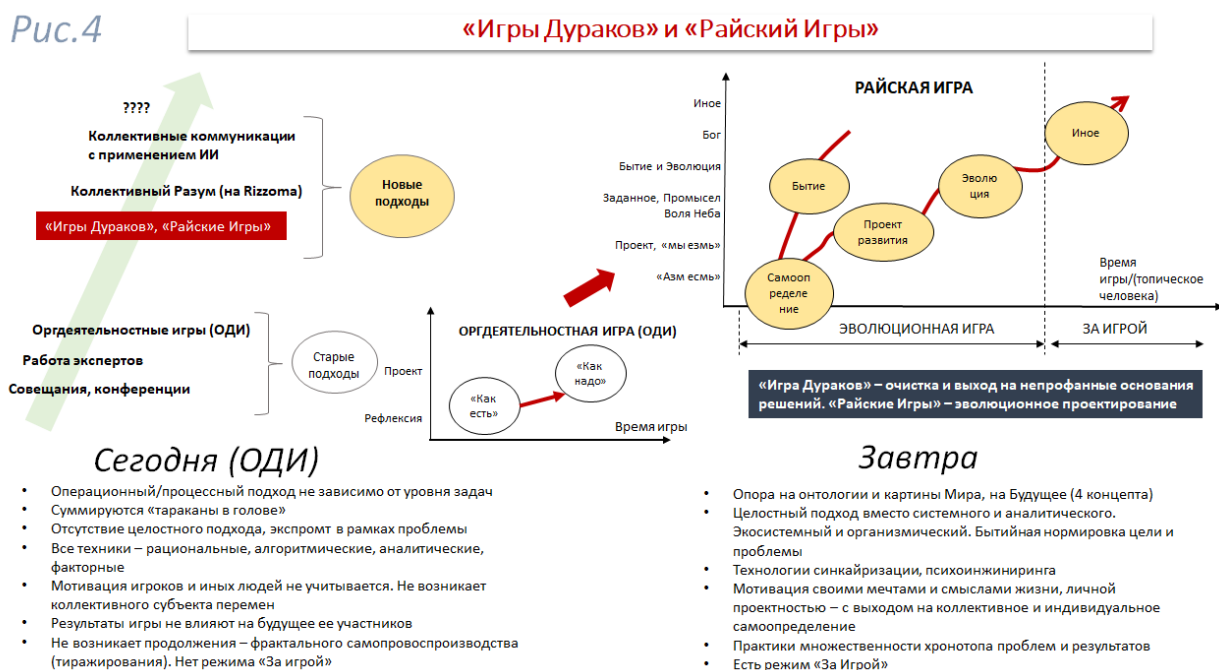 Рис.4
«Игры Дураков» и «Райский Игры»
????
Коллективные коммуникации
с применением ИИ
Коллективный Разум (на Rizzoma)
«Игры Дураков», «Райские Игры»
Новые
подходы
Оргдеятельностные игры (ОДИ)
Работа экспертов
Совещания, конференции
Старые
подходы
ОРГДЕЯТЕЛЬНОСТНАЯ ИГРА (ОДИ)
Проект
Рефлексия
«Как
есть»
«Как
надо»
Время игры
РАЙСКАЯ ИГРА
Иное
Бог
Бытие и Эволюция
Заданное, Промысел
Воля Неба
Проект, «мы езмь»
«Азм есмь»
Бытие
Самооп
ределе
ние
Проект
развития
Эволю
ция
Иное
Время
игры/(топическое
человека)
ЭВОЛЮЦИОННАЯ ИГРА
ЗА ИГРОЙ
«Игра Дураков» – очистка и выход на непрофанные основания
решений. «Райские Игры» – эволюционное проектирование
Сегодня (ОДИ)
• Операционный/процессный подход не зависимо от уровня задач
• Суммируются «тараканы в голове»
• Отсутствие целостного подхода, экспромт в рамках проблемы
• Все техники – рациональные, алгоритмические, аналитические,
факторные
• Мотивация игроков и иных людей не учитывается. Не возникает
коллективного субъекта перемен
• Результаты игры не влияют на будущее ее участников
• Не возникает продолжения – фрактального самопровоспроизводства
(тиражирования). Нет режима «За игрой»
Завтра
• Опора на онтологии и картины Мира, на Будущее (4 концепта)
• Целостный подход вместо системного и аналитического.
Экосистемный и организмический. Бытийная нормировка цели и
проблемы
• Технологии синкайризации, психоинжиниринга
• Мотивация своими мечтами и смыслами жизни, личной
проектностью – с выходом на коллективное и индивидуальное
самоопределение
• Практики множественности хронотопа проблем и результатов
• Есть режим «За Игрой»